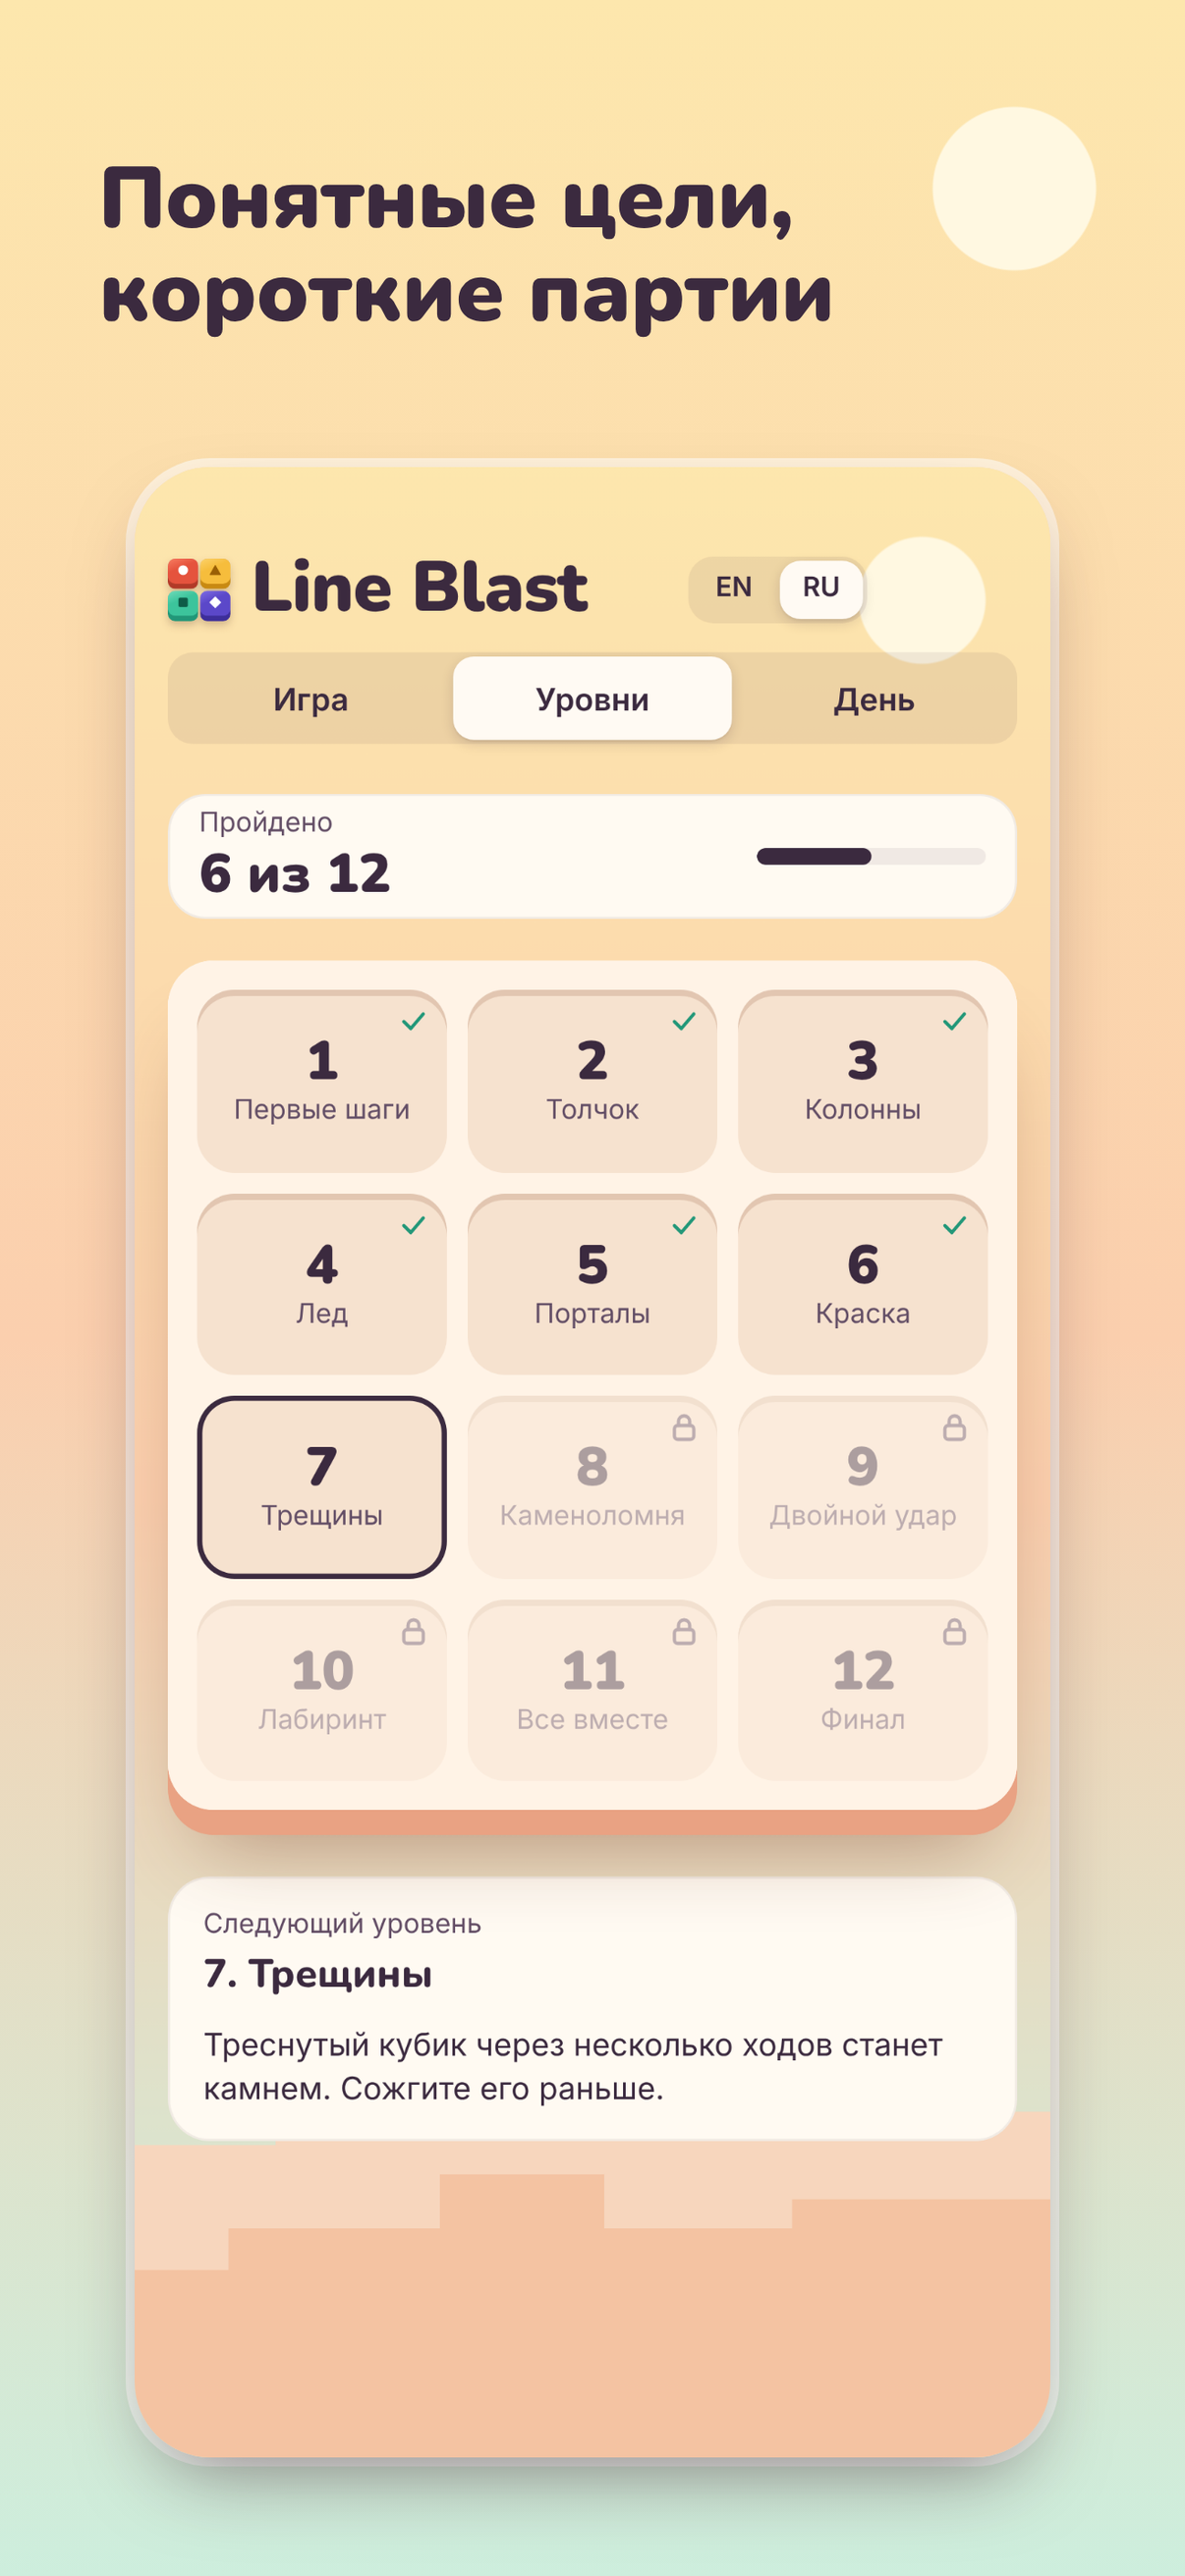 Понятные цели,
короткие партии
Line Blast
EN RU
Игра Уровни День
Пройдено
6 из 12
1 2 3
Первые шаги Толчок Колонны
4 5 6
Лед Порталы Краска
7 8 9
Трещины Каменоломня Двойной удар
10 11 12
Лабиринт Все вместе Финал
Следующий уровень
7. Трещины
Треснутый кубик через несколько ходов станет
камнем. Сожгите его раньше.